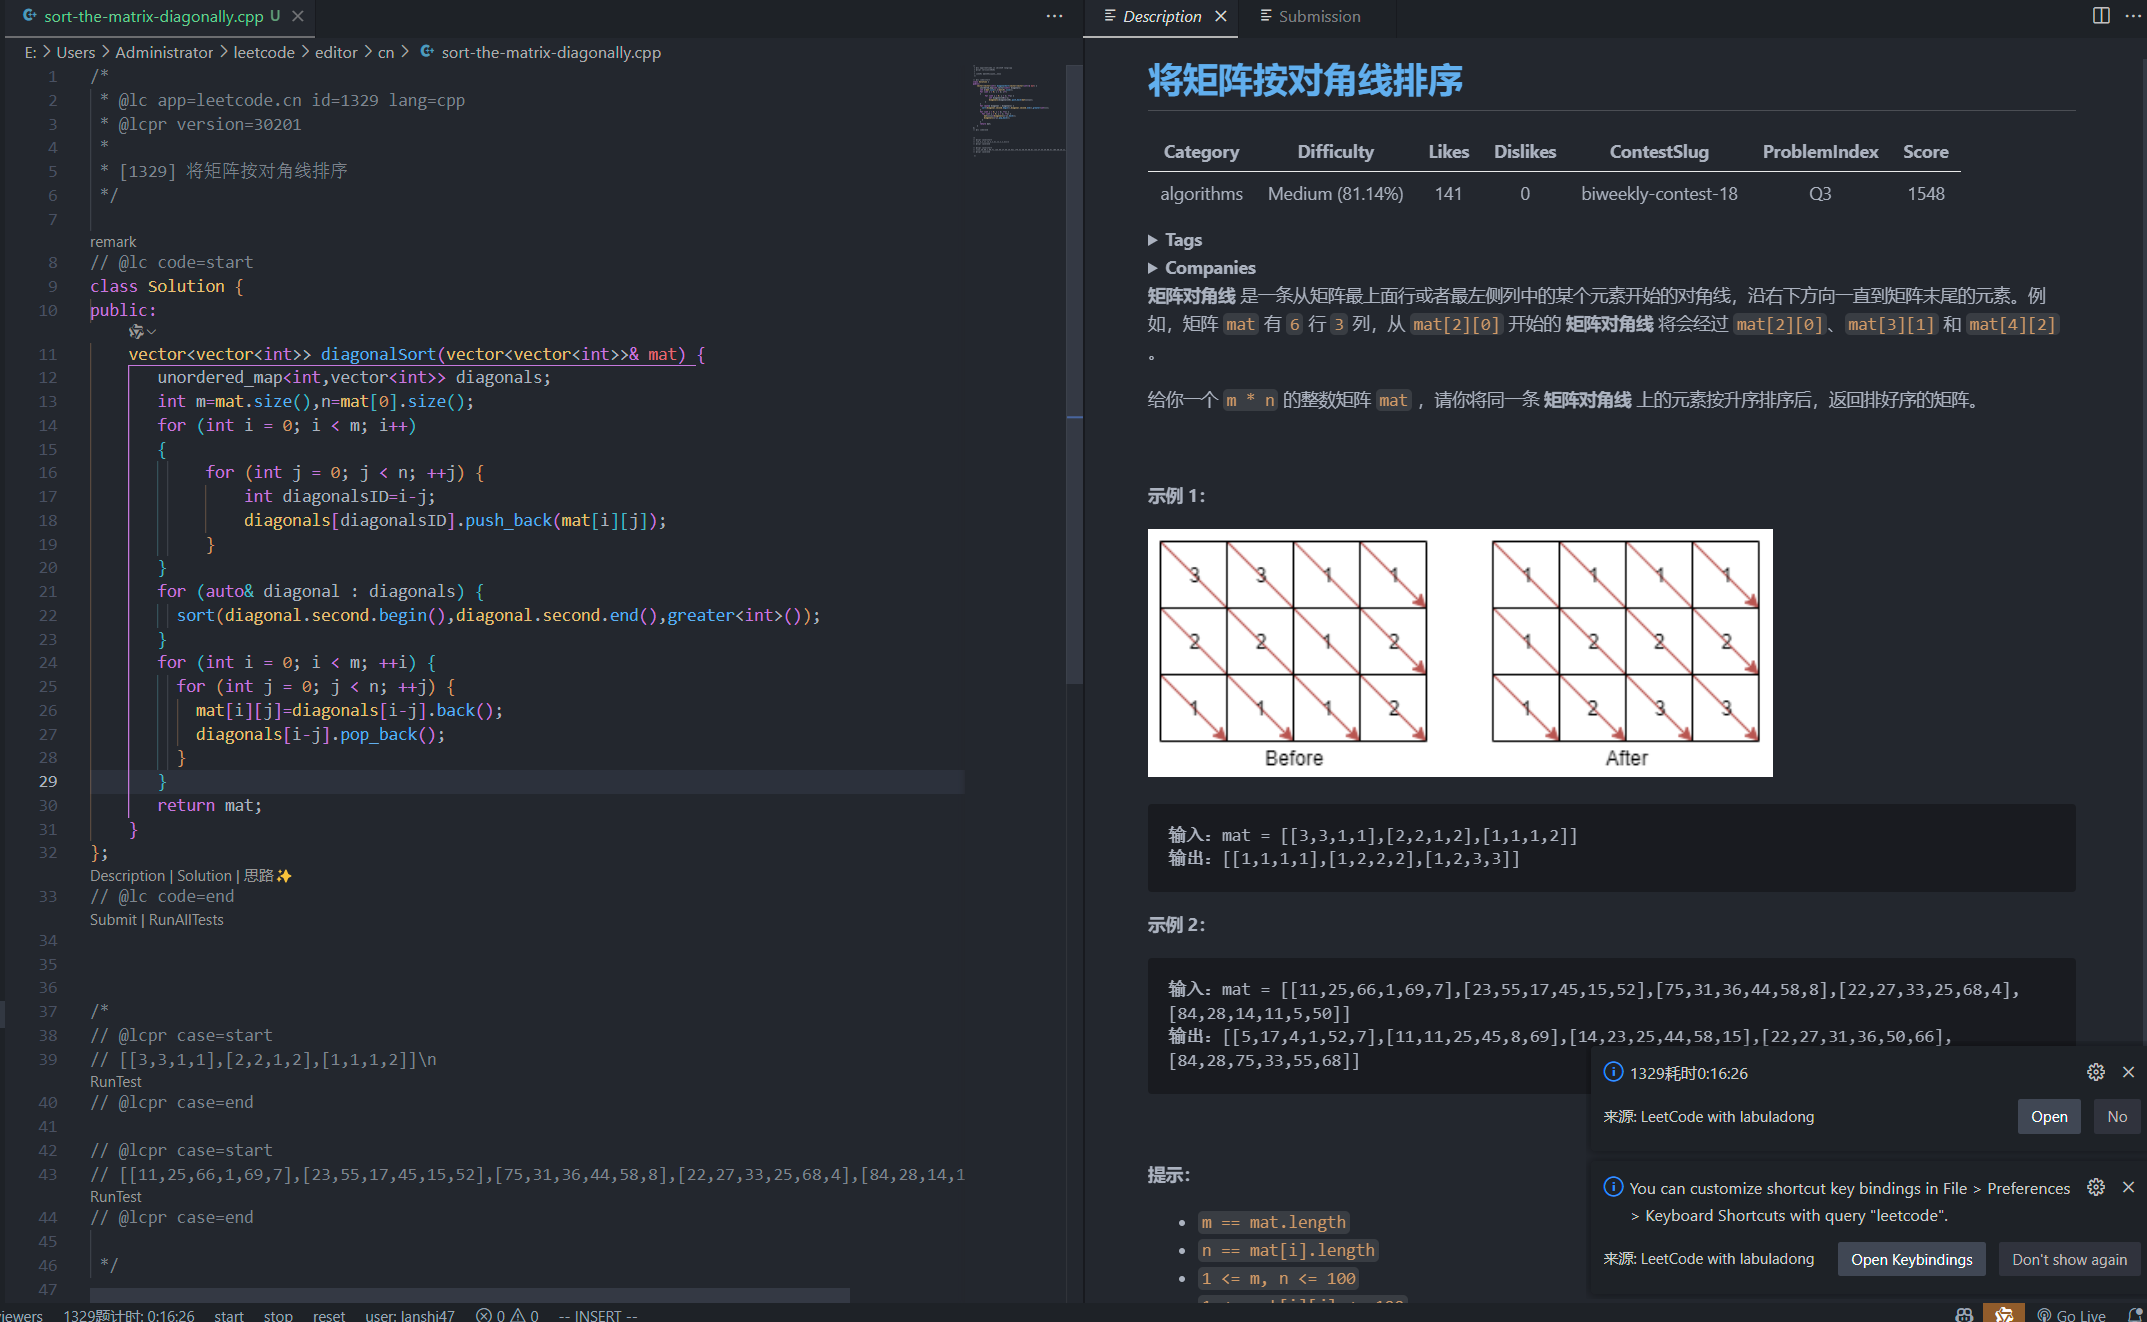 sort-the-matrix-diagonally.cpp U
E: > Users > Administrator > leetcode > editor > cn > sort-the-matrix-diagonally.cpp
1 /*
2 * @lc app=leetcode.cn id=1329 lang=cpp
3 * @lcpr version=30201
4 *
5 * [1329] 将矩阵按对角线排序
6 */
7
remark
8 // @lc code=start
9 class Solution {
10 public:
11 vector<vector<int>> diagonalSort(vector<vector<int>>& mat) {
12 unordered_map<int,vector<int>> diagonals;
13 int m=mat.size(),n=mat[0].size();
14 for (int i = 0; i < m; i++)
15 {
16 for (int j = 0; j < n; ++j) {
17 int diagonalsID=i-j;
18 diagonals[diagonalsID].push_back(mat[i][j]);
19 }
20 }
21 for (auto& diagonal : diagonals) {
22 sort(diagonal.second.begin(),diagonal.second.end(),greater<int>());
23 }
24 for (int i = 0; i < m; ++i) {
25 for (int j = 0; j < n; ++j) {
26 mat[i][j]=diagonals[i-j].back();
27 diagonals[i-j].pop_back();
28 }
29 }
30 return mat;
31 }
32 };
Description | Solution | 思路✨
33 // @lc code=end
Submit | RunAllTests
34
35
36
37 /*
38 // @lcpr case=start
39 // [[3,3,1,1],[2,2,1,2],[1,1,1,2]]\n
RunTest
40 // @lcpr case=end
41
42 // @lcpr case=start
43 // [[11,25,66,1,69,7],[23,55,17,45,15,52],[75,31,36,44,58,8],[22,27,33,25,68,4],[84,28,14,1
RunTest
44 // @lcpr case=end
45
46 */
47
Description
Submission
将矩阵按对角线排序
Category Difficulty Likes Dislikes ContestSlug ProblemIndex Score
algorithms Medium (81.14%) 141 0 biweekly-contest-18 Q3 1548
▶ Tags
▶ Companies
矩阵对角线 是一条从矩阵最上面行或者最左侧列中的某个元素开始的对角线，沿右下方向一直到矩阵末尾的元素。例
如，矩阵 mat 有 6 行 3 列，从 mat[2][0] 开始的 矩阵对角线 将会经过 mat[2][0]、mat[3][1] 和 mat[4][2]
。
给你一个 m * n 的整数矩阵 mat ，请你将同一条 矩阵对角线 上的元素按升序排序后，返回排好序的矩阵。
示例 1：
3 3 1 1 1 1 1 1
2 2 1 2 1 2 2 2
1 1 1 2 1 2 3 3
Before After
输入：mat = [[3,3,1,1],[2,2,1,2],[1,1,1,2]]
输出：[[1,1,1,1],[1,2,2,2],[1,2,3,3]]
示例 2：
输入：mat = [[11,25,66,1,69,7],[23,55,17,45,15,52],[75,31,36,44,58,8],[22,27,33,25,68,4],
[84,28,14,11,5,50]]
输出：[[5,17,4,1,52,7],[11,11,25,45,8,69],[14,23,25,44,58,15],[22,27,31,36,50,66],
[84,28,75,33,55,68]]
提示：
• m == mat.length
• n == mat[i].length
• 1 <= m, n <= 100
1329耗时0:16:26
来源: LeetCode with labuladong
Open
No
You can customize shortcut key bindings in File > Preferences
> Keyboard Shortcuts with query "leetcode".
来源: LeetCode with labuladong
Open Keybindings
Don't show again
iewers 1329题计时: 0:16:26 start stop reset user: lanshi47 0 0 -- INSERT --
Go Live